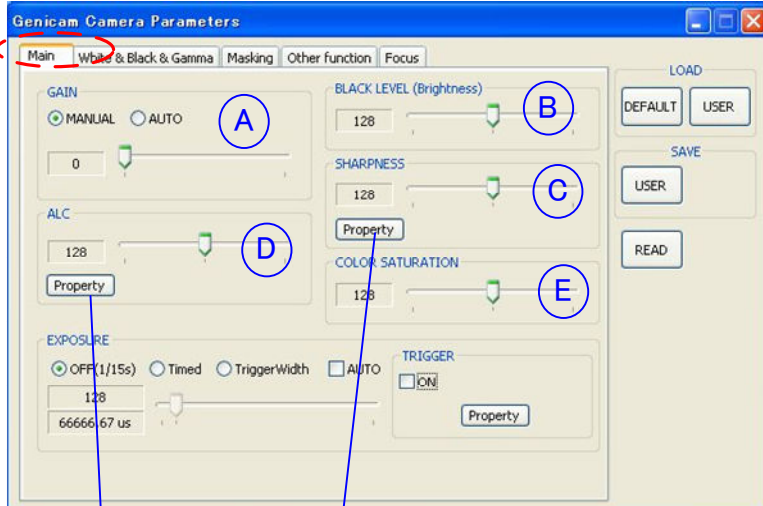 Genicam Camera Parameters
Main White & Black & Gamma Masking Other function Focus
GAIN
MANUAL AUTO
A
0
ALC
128
D
Property
BLACK LEVEL (Brightness)
128
B
SHARPNESS
128
C
Property
COLOR SATURATION
128
E
EXPOSURE
OFF(1/15s) Timed TriggerWidth AUTO
128
66666.67 us
TRIGGER
ON
Property
LOAD
DEFAULT USER
SAVE
USER
READ